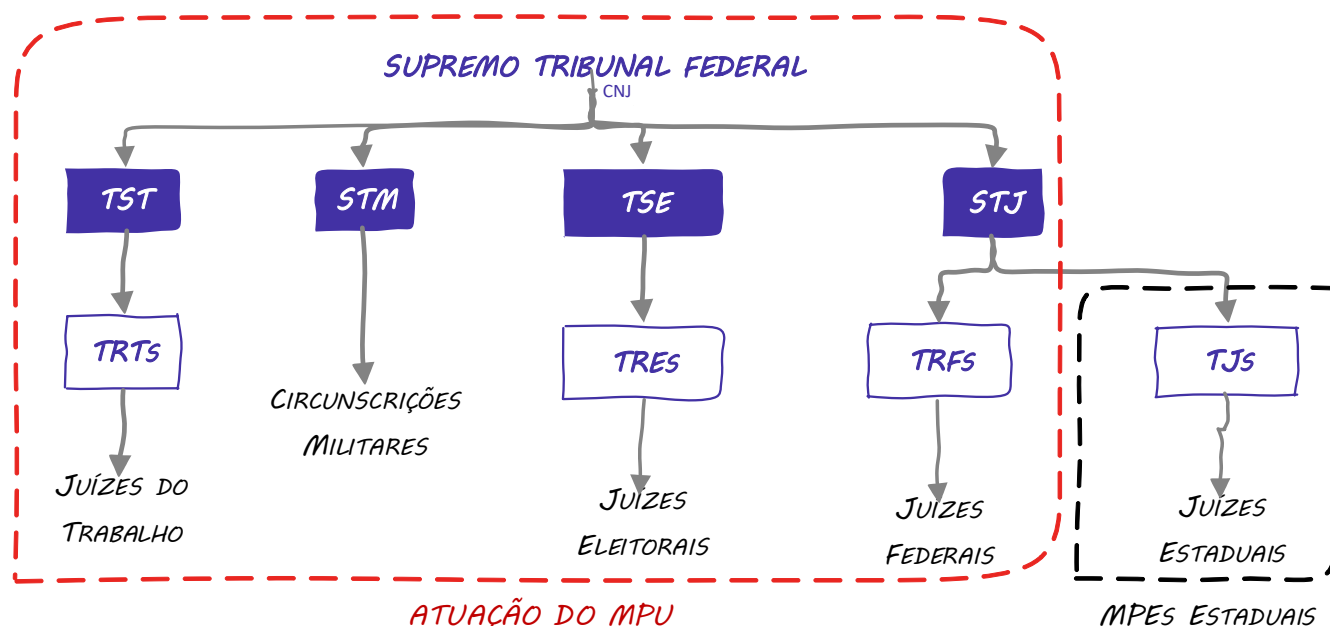 SUPREMO TRIBUNAL FEDERAL
CNJ
TST
STM
TSE
STJ
TRTS
TRES
TRFS
TJS
CIRCUNSCRIÇÕES
MILITARES
JUÍZES DO
TRABALHO
JUÍZES
ELEITORAIS
JUÍZES
FEDERAIS
JUÍZES
ESTADUAIS
ATUAÇÃO DO MPU
MPES ESTADUAIS